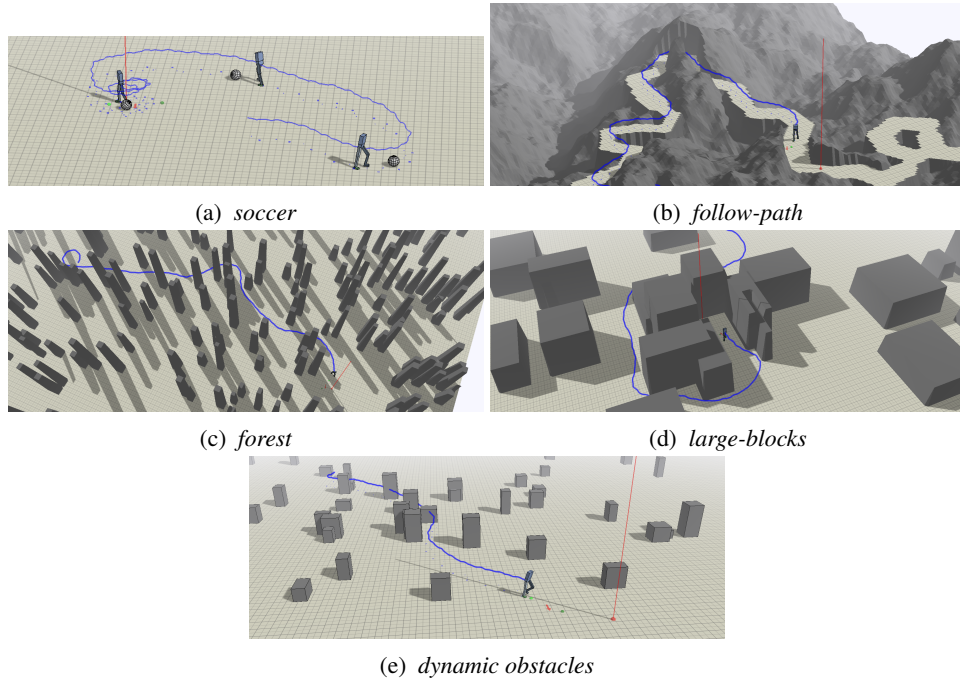 (a) soccer
(b) follow-path
(c) forest
(d) large-blocks
(e) dynamic obstacles